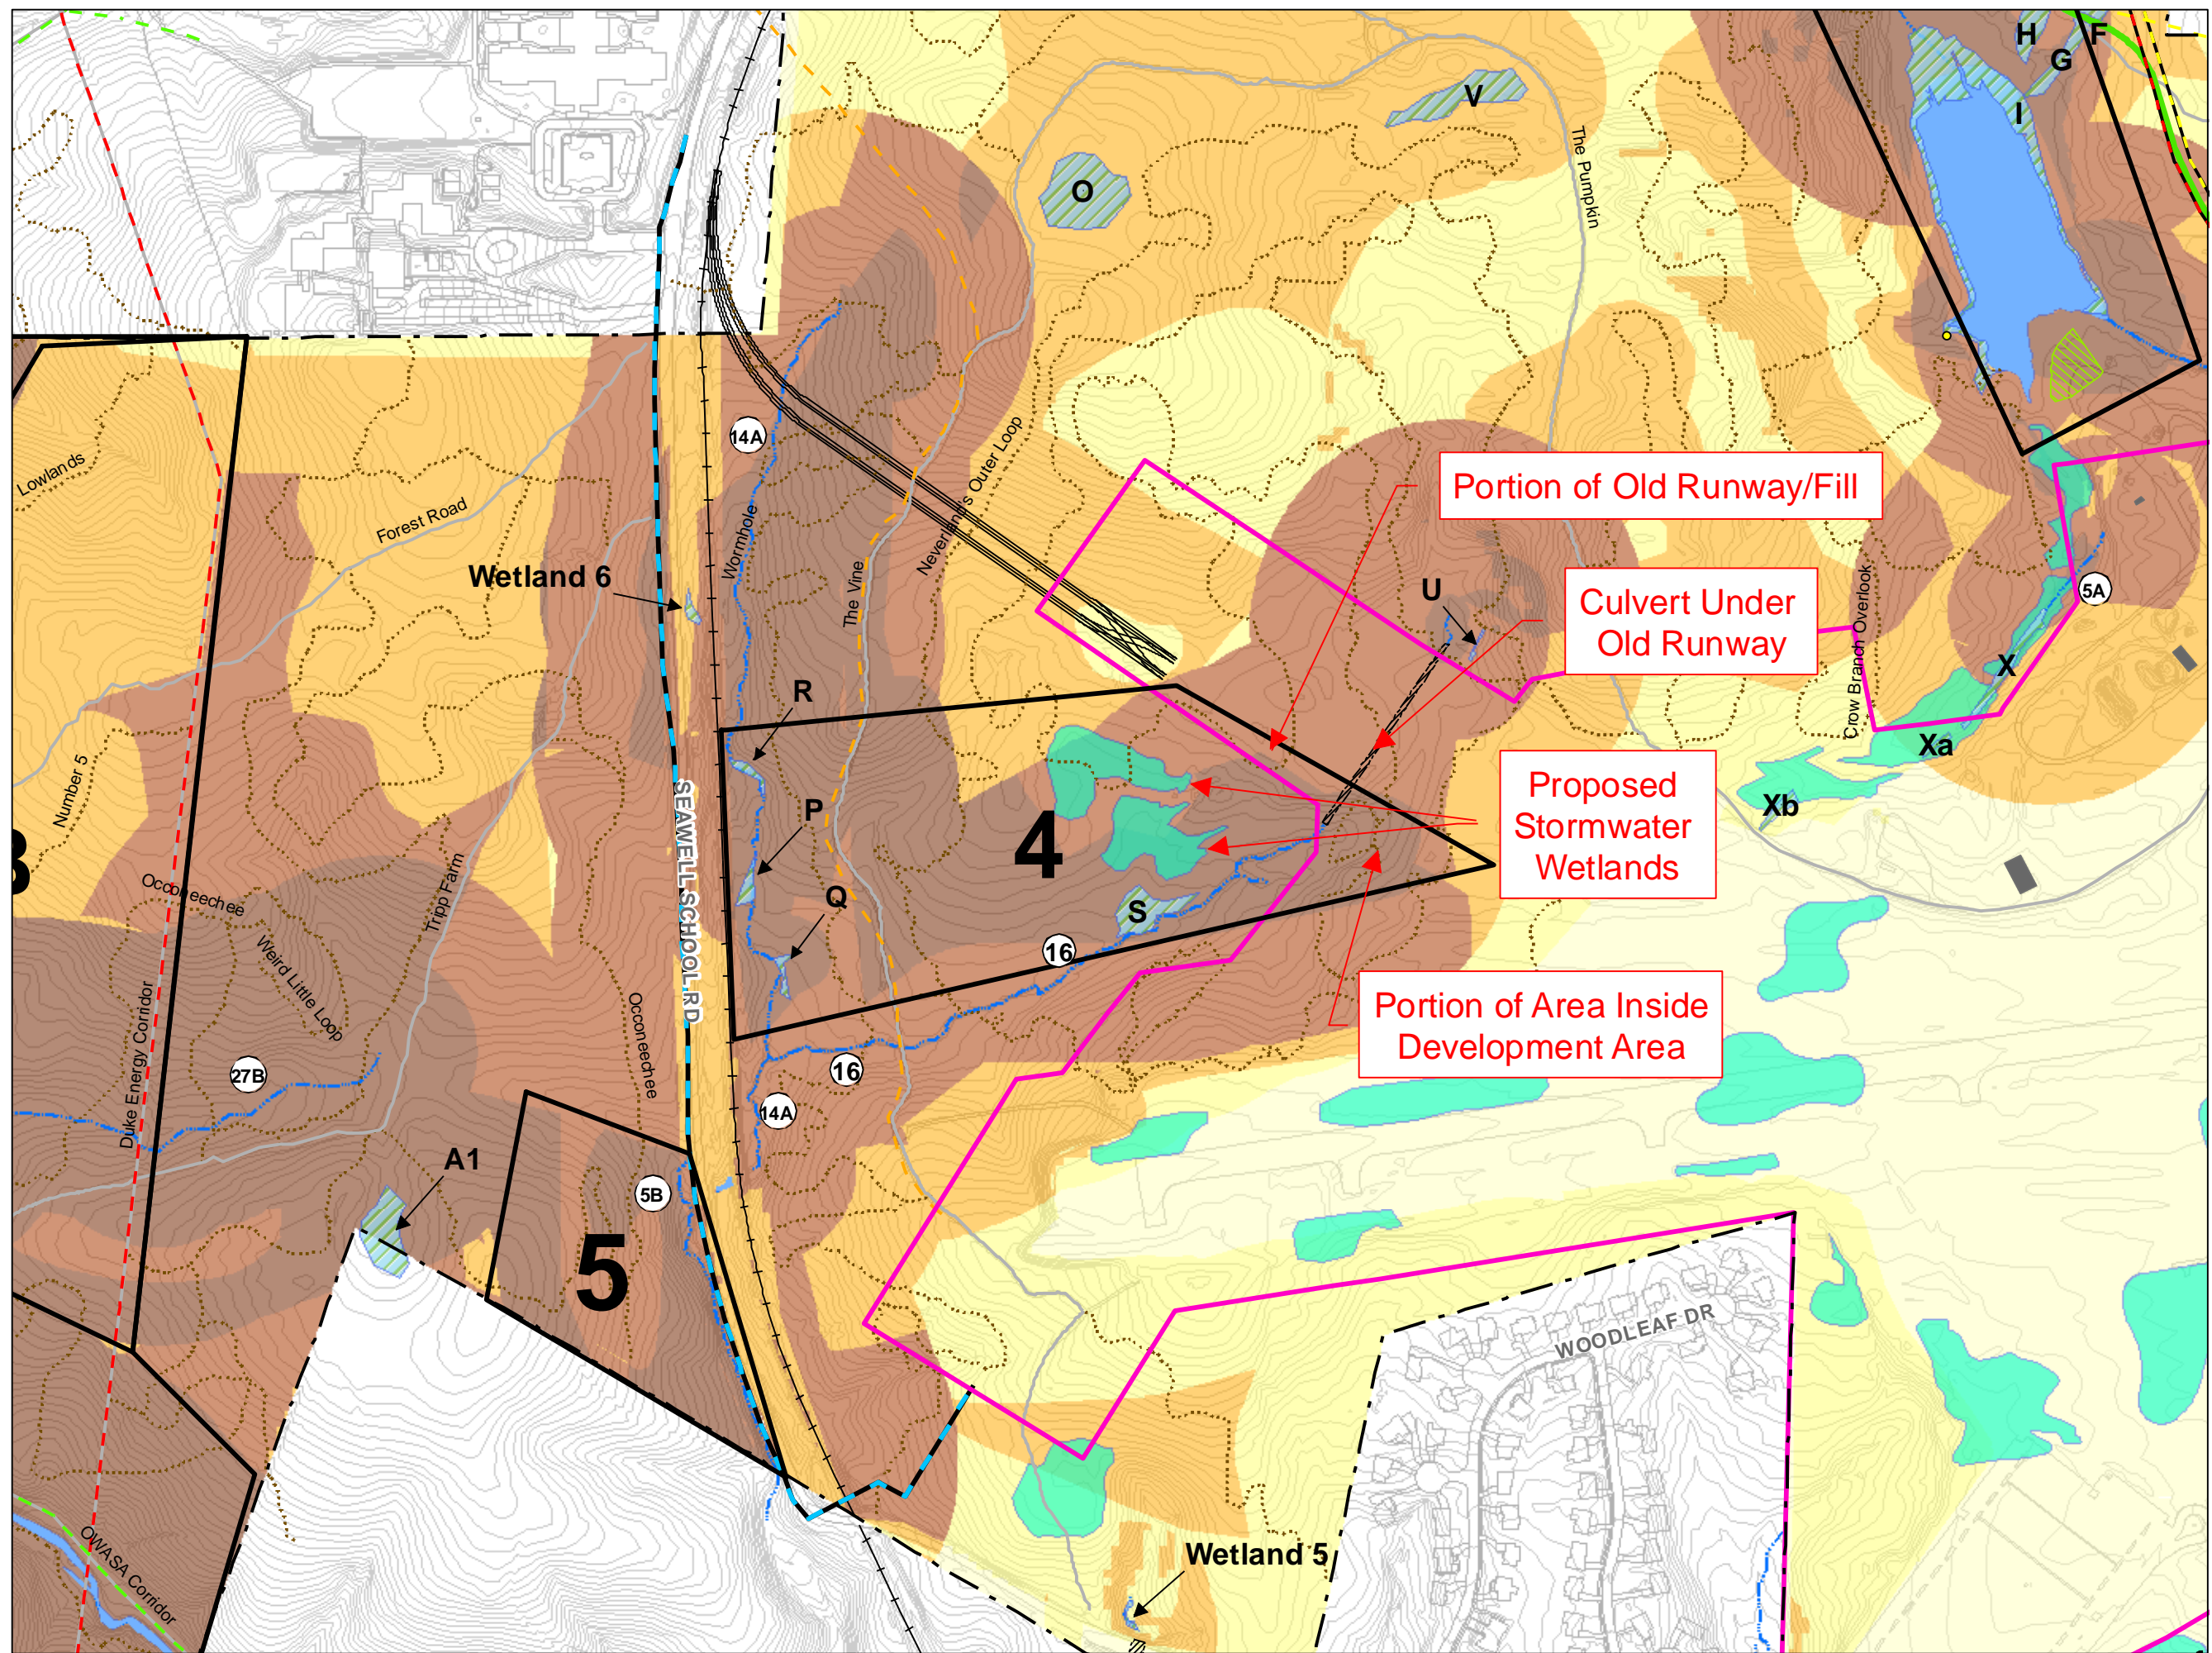 H
F
G
I
V
O
The Pumpkin
14A
Lowlands
Forest Road
Neverland's Outer Loop
Wormhole
Portion of Old Runway/Fill
Wetland 6
The Vine
U
Culvert Under
Old Runway
Crow Branch Overlook
5A
X
R
Xa
Number 5
SEAWELL SCHOOL RD
P
4
Proposed
Stormwater
Wetlands
Xb
3
Occoneechee
Tripp Farm
Q
S
Weird Little Loop
16
Duke Energy Corridor
Occoneechee
Portion of Area Inside
Development Area
27B
16
14A
A1
5B
5
WOODLEAF DR
OWASA Corridor
Wetland 5